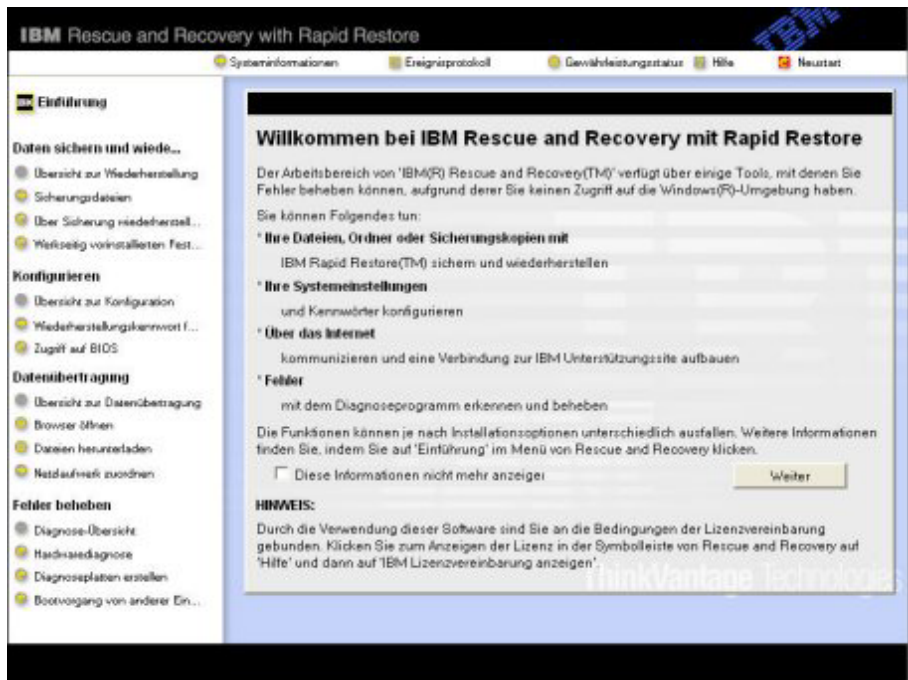 IBM Rescue and Recovery with Rapid Restore
IBM
Systeminformationen Ereignisprotokoll Gewährleistungsstatus Hilfe Neustart
Einführung
Daten sichern und wiede...
Übersicht zur Wiederherstellung
Sicherungsdateien
Über Sicherung wiederherstell...
Werkseitig vorinstallierten Fest...
Konfigurieren
Übersicht zur Konfiguration
Wiederherstellungskennwort f...
Zugriff auf BIOS
Datenübertragung
Übersicht zur Datenübertragung
Browser öffnen
Dateien herunterladen
Netzlaufwerk zuordnen
Fehler beheben
Diagnose-Übersicht
Hardwarediagnose
Diagnoseplatten erstellen
Bootvorgang von anderer Ein...
Willkommen bei IBM Rescue and Recovery mit Rapid Restore
Der Arbeitsbereich von 'IBM(R) Rescue and Recovery(TM)' verfügt über einige Tools, mit denen Sie
Fehler beheben können, aufgrund derer Sie keinen Zugriff auf die Windows(R)-Umgebung haben.
Sie können Folgendes tun:
* Ihre Dateien, Ordner oder Sicherungskopien mit
IBM Rapid Restore(TM) sichern und wiederherstellen
* Ihre Systemeinstellungen
und Kennwörter konfigurieren
* Über das Internet
kommunizieren und eine Verbindung zur IBM Unterstützungssite aufbauen
* Fehler
mit dem Diagnoseprogramm erkennen und beheben
Die Funktionen können je nach Installationsoptionen unterschiedlich ausfallen. Weitere Informationen
finden Sie, indem Sie auf 'Einführung' im Menü von Rescue and Recovery klicken.
Diese Informationen nicht mehr anzeigen
Weiter
HINWEIS:
Durch die Verwendung dieser Software sind Sie an die Bedingungen der Lizenzvereinbarung
gebunden. Klicken Sie zum Anzeigen der Lizenz in der Symbolleiste von Rescue and Recovery auf
'Hilfe' und dann auf 'IBM Lizenzvereinbarung anzeigen'.
ThinkVantage Technologies